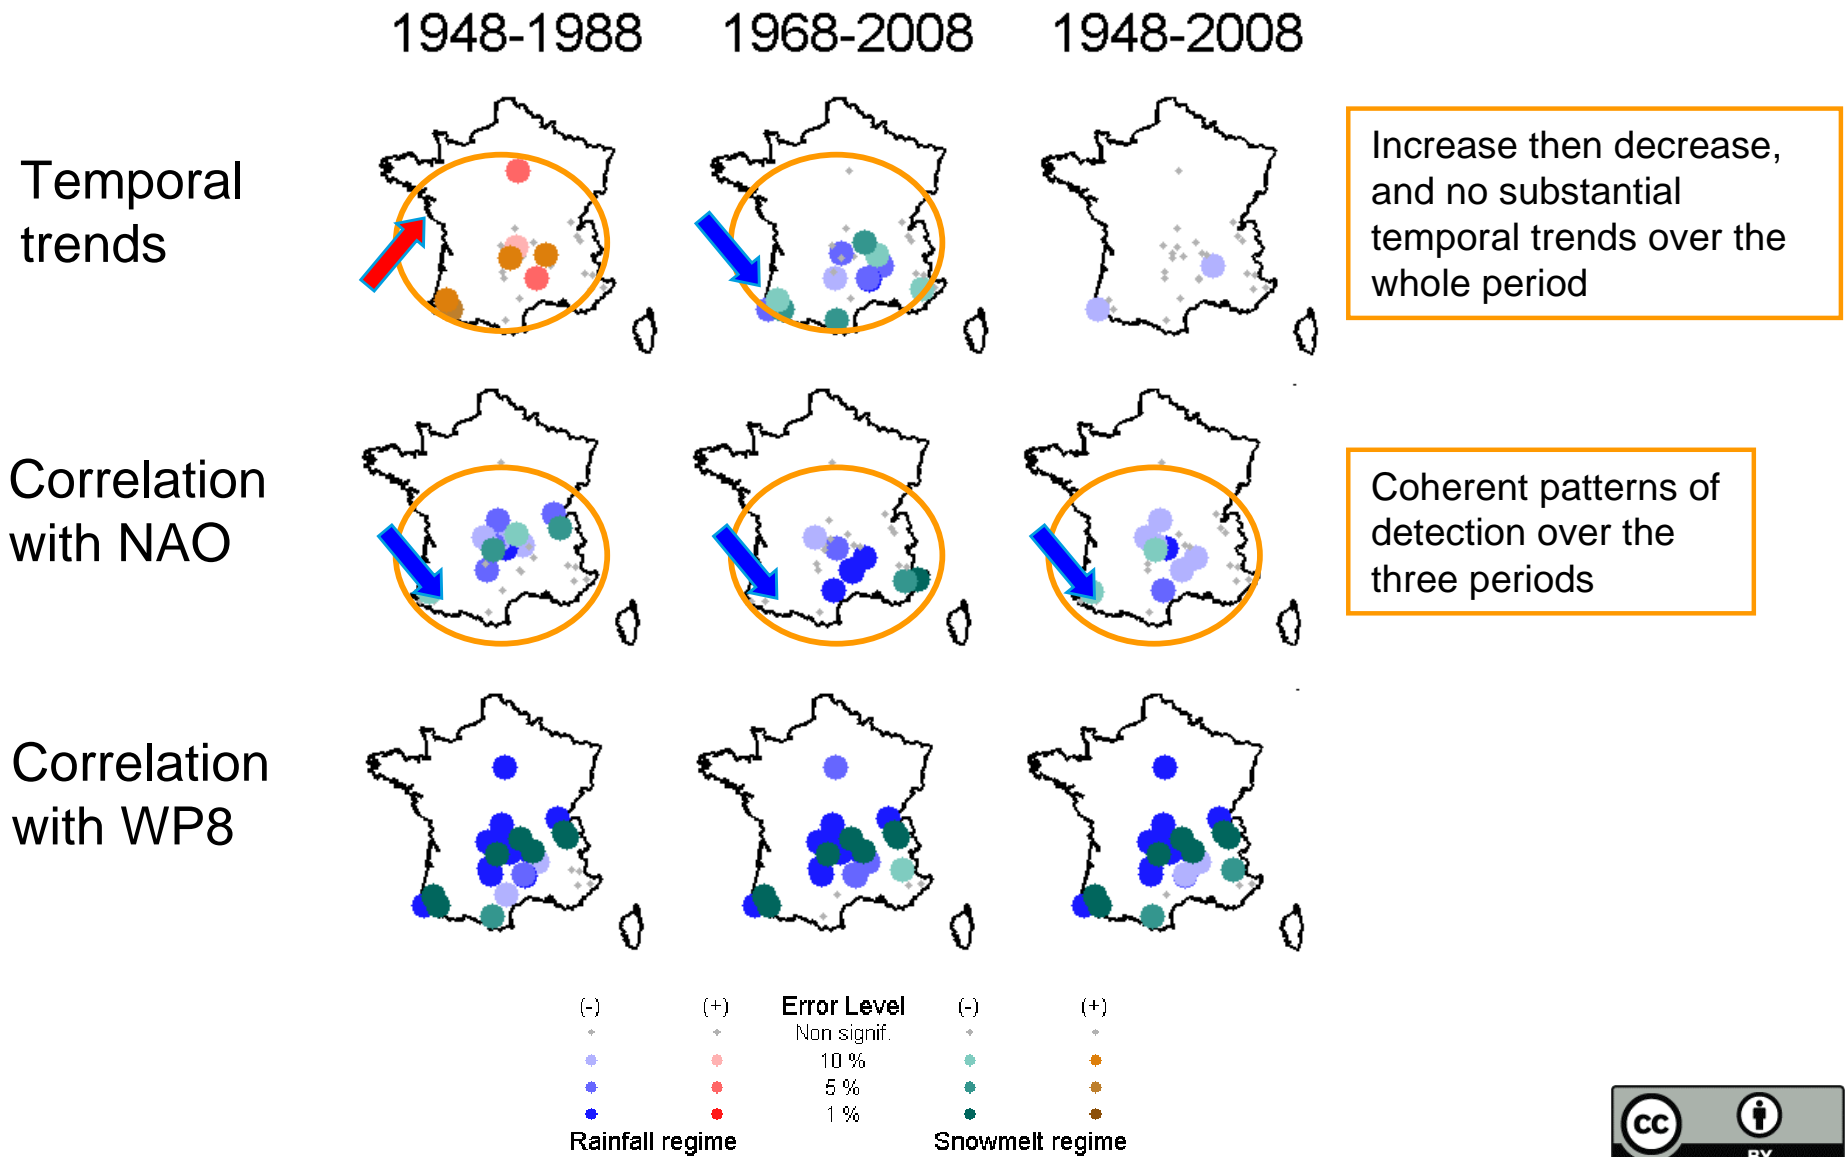 1948-1988 1968-2008 1948-2008
Temporal
trends
Increase then decrease,
and no substantial
temporal trends over the
whole period
Correlation
with NAO
Coherent patterns of
detection over the
three periods
Correlation
with WP8
(-) (+) Error Level (-) (+)
Non signif.
10 %
5 %
1 %
Rainfall regime Snowmelt regime
cc
BY